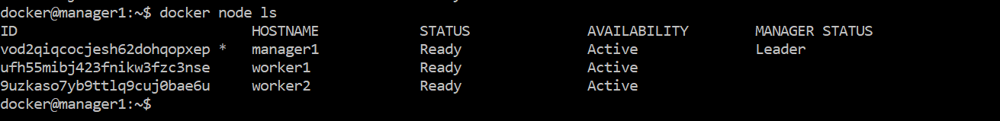 docker@manager1:~$ docker node ls
ID HOSTNAME STATUS AVAILABILITY MANAGER STATUS
vod2qiqcocjesh62dohqopxep * manager1 Ready Active Leader
ufh55mibj423fnikw3fzc3nse worker1 Ready Active
9uzkaso7yb9ttlq9cuj0bae6u worker2 Ready Active
docker@manager1:~$